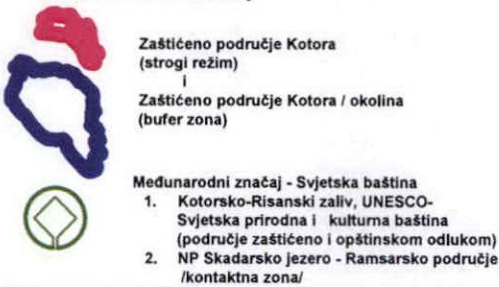 Zaštićeno područje Kotora
(strogi režim)
i
Zaštićeno područje Kotora / okolina
(bufer zona)
Međunarodni značaj - Svjetska baština
1. Kotorsko-Risanski zaliv, UNESCO-
Svjetska prirodna i kulturna baština
(područje zaštićeno i opštinskom odlukom)
2. NP Skadarsko jezero - Ramsarsko područje
/kontaktna zona/